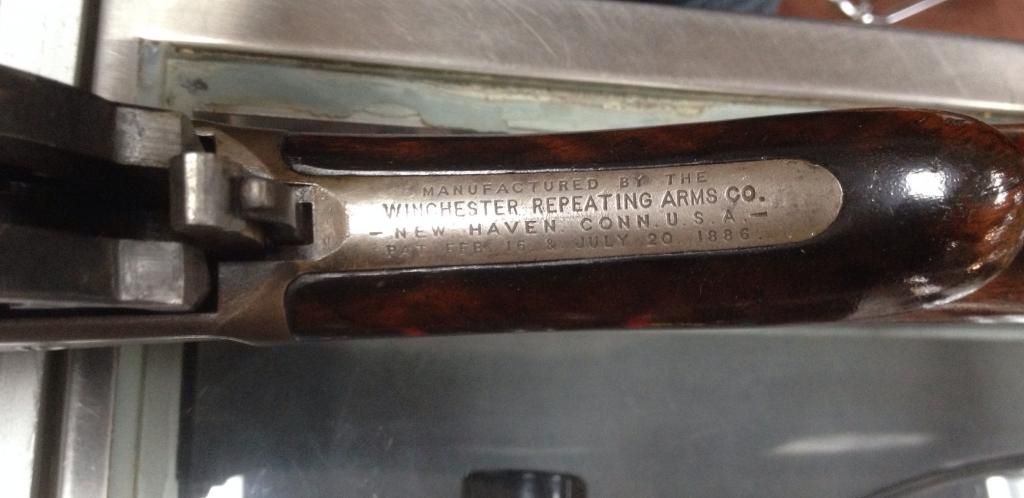 MANUFACTURED BY THE
WINCHESTER REPEATING ARMS CO.
- NEW HAVEN. CONN. U.S.A. -
PAT. FEB. 16 & JULY 20. 1886.